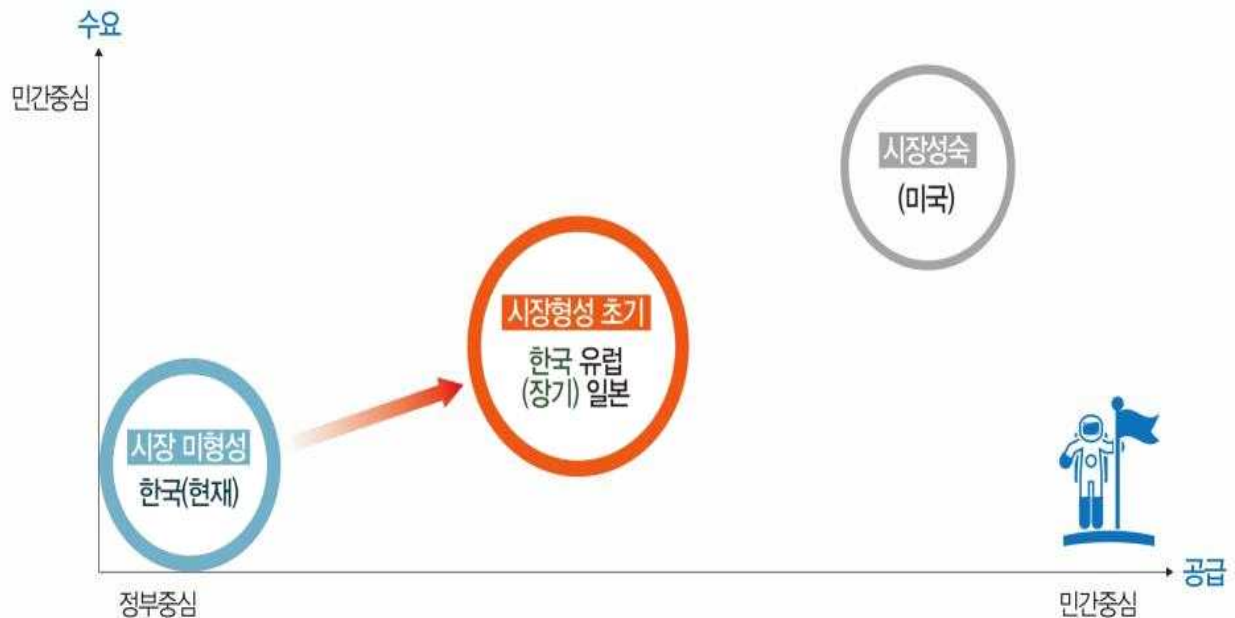 수요
민간중심
시장성숙
(미국)
시장형성 초기
한국 유럽
(장기) 일본
시장 미형성
한국(현재)
공급
정부중심
민간중심